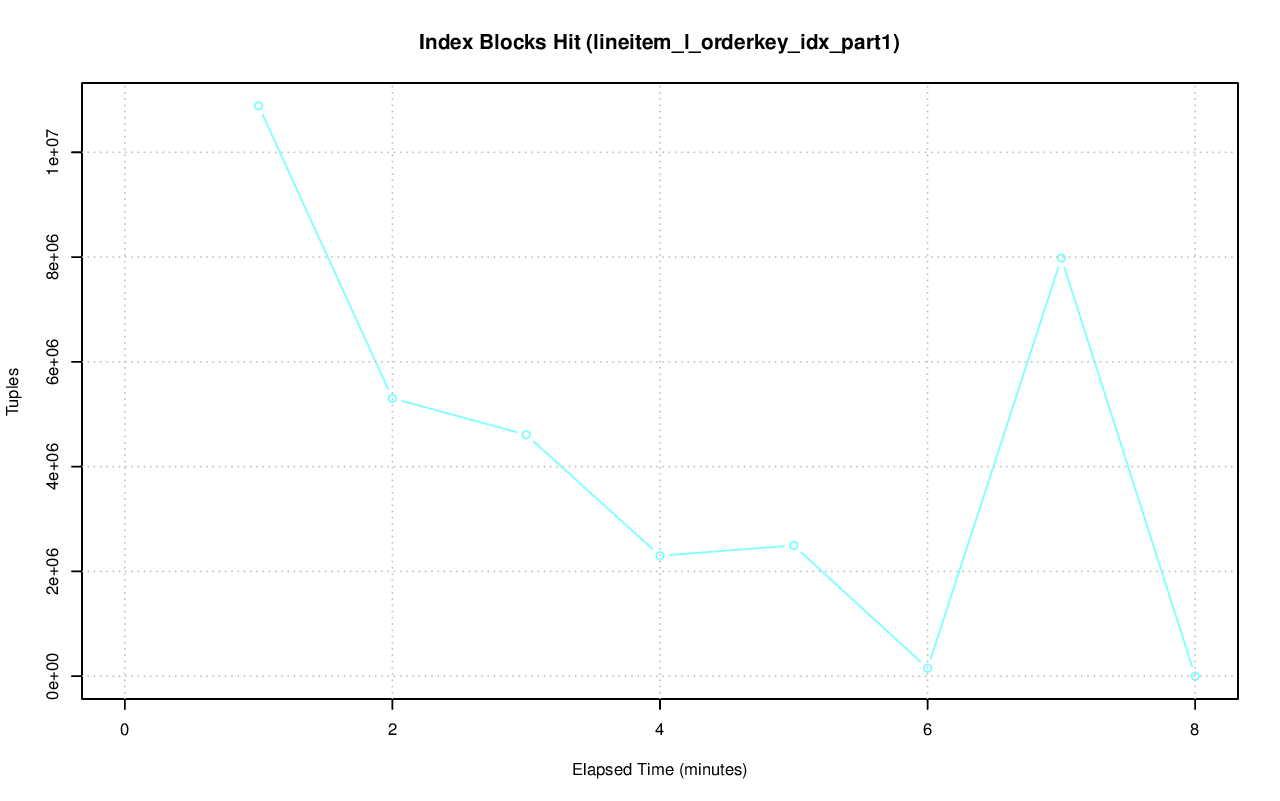 Index Blocks Hit (lineitem_l_orderkey_idx_part1)
Tuples
1e+07
8e+06
6e+06
4e+06
2e+06
0e+00
0 2 4 6 8
Elapsed Time (minutes)